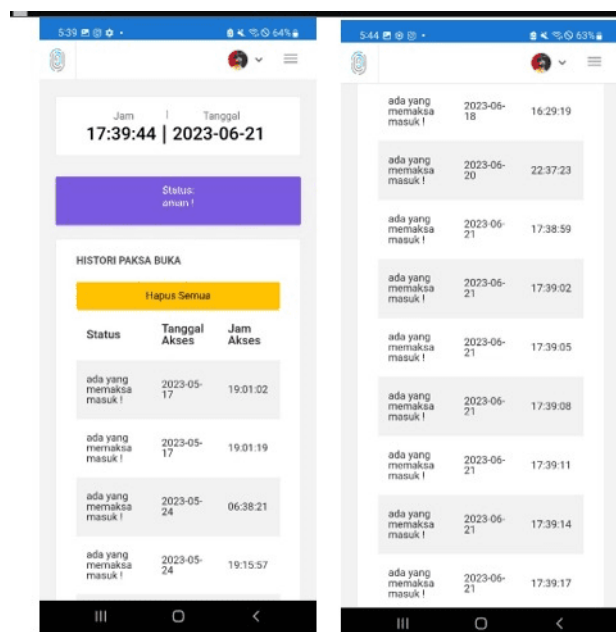 5:39
64%
Jam | Tanggal
17:39:44 | 2023-06-21
Status:
aman !
HISTORI PAKSA BUKA
Hapus Semua
Status Tanggal Akses Jam Akses
ada yang memaksa masuk ! 2023-05-17 19:01:02
ada yang memaksa masuk ! 2023-05-17 19:01:19
ada yang memaksa masuk ! 2023-05-24 06:38:21
ada yang memaksa masuk ! 2023-05-24 19:15:57
5:44
63%
ada yang memaksa masuk ! 2023-06-18 16:29:19
ada yang memaksa masuk ! 2023-06-20 22:37:23
ada yang memaksa masuk ! 2023-06-21 17:38:59
ada yang memaksa masuk ! 2023-06-21 17:39:02
ada yang memaksa masuk ! 2023-06-21 17:39:05
ada yang memaksa masuk ! 2023-06-21 17:39:08
ada yang memaksa masuk ! 2023-06-21 17:39:11
ada yang memaksa masuk ! 2023-06-21 17:39:14
ada yang memaksa masuk ! 2023-06-21 17:39:17